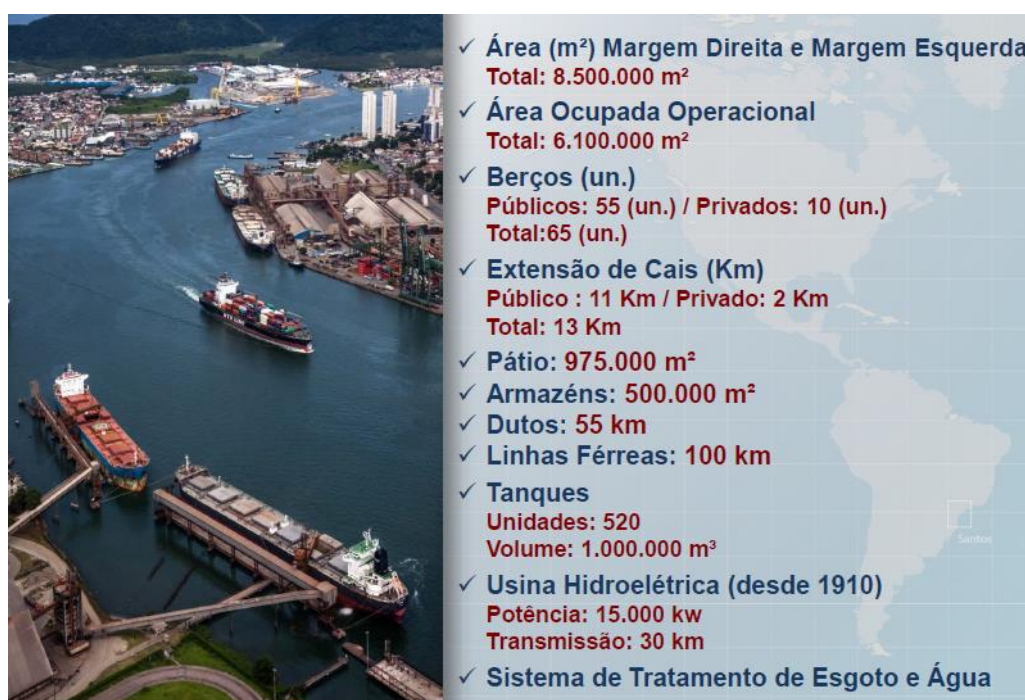 Área (m²) Margem Direita e Margem Esquerda
Total: 8.500.000 m²
Área Ocupada Operacional
Total: 6.100.000 m²
Berços (un.)
Públicos: 55 (un.) / Privados: 10 (un.)
Total:65 (un.)
Extensão de Cais (Km)
Público : 11 Km / Privado: 2 Km
Total: 13 Km
Pátio: 975.000 m²
Armazéns: 500.000 m²
Dutos: 55 km
Linhas Férreas: 100 km
Tanques
Unidades: 520
Volume: 1.000.000 m³
Santos
Usina Hidroelétrica (desde 1910)
Potência: 15.000 kw
Transmissão: 30 km
Sistema de Tratamento de Esgoto e Água